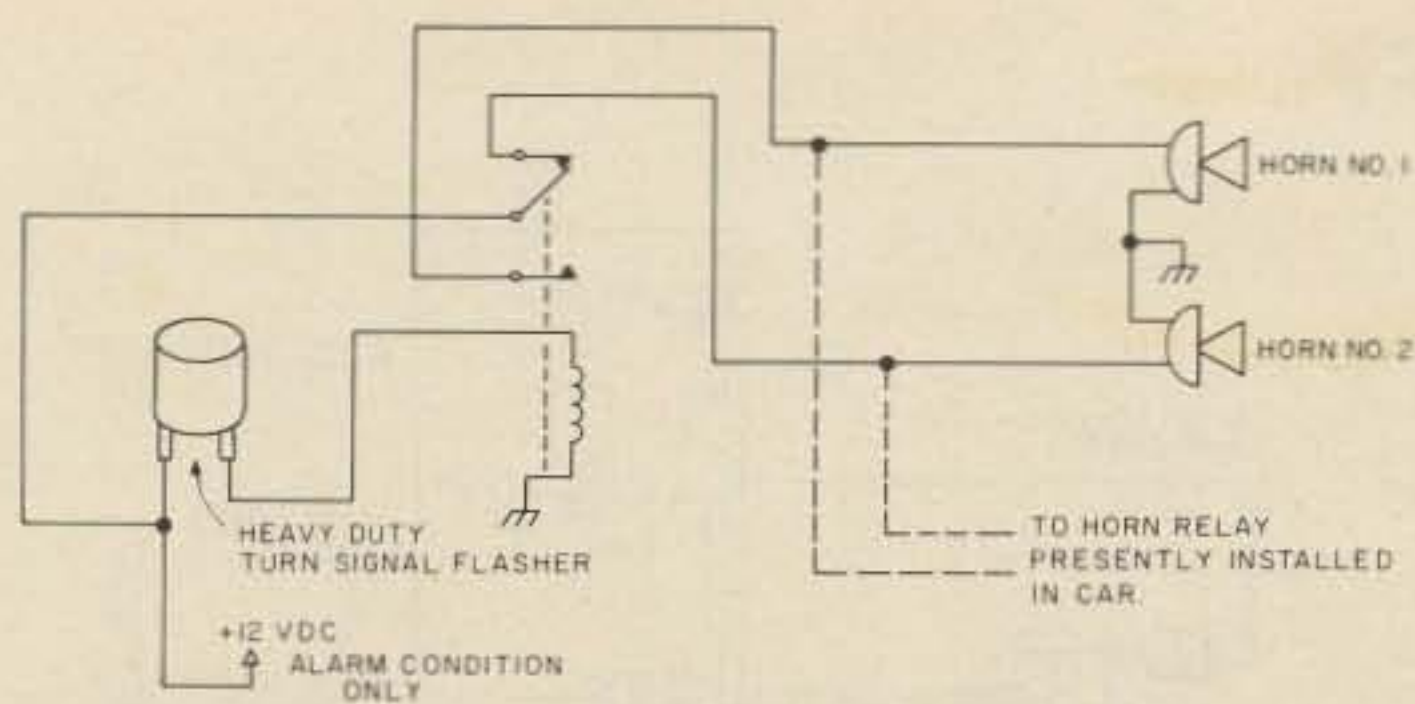 HORN NO. 1
HORN NO. 2
HEAVY DUTY
TURN SIGNAL FLASHER
TO HORN RELAY
PRESENTLY INSTALLED
IN CAR.
+12 VDC
ALARM CONDITION
ONLY